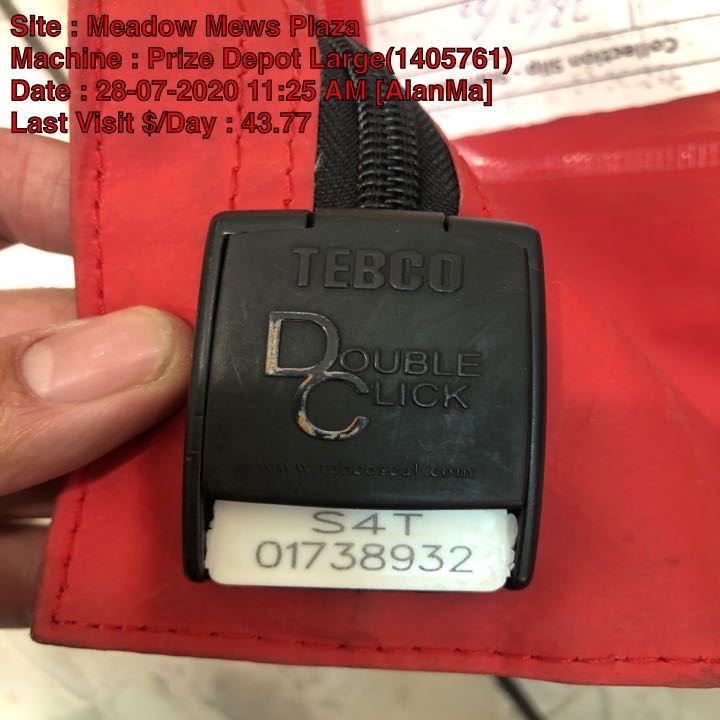 Site : Meadow Mews Plaza
Machine : Prize Depot Large(1405761)
Date : 28-07-2020 11:25 AM [AlanMa]
Last Visit $/Day : 43.77
Collection Slip
TEBCO
DOUBLE
CLICK
www.tebcoseal.com
S4T
01738932